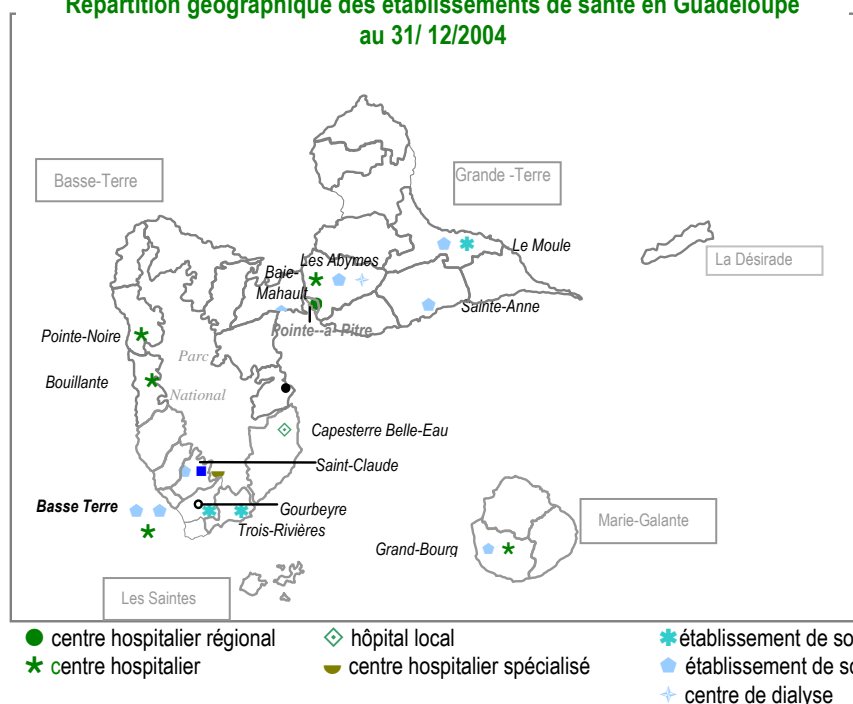 Répartition géographique des établissements de santé en Guadeloupe
au 31/ 12/2004
Basse-Terre
Grande -Terre
La Désirade
Le Moule
Les Abymes
Baie-
Mahault
Sainte-Anne
Pointe--à- Pitre
Pointe-Noire
Parc
Bouillante
National
Capesterre Belle-Eau
Saint-Claude
Basse Terre
Gourbeyre
Trois-Rivières
Marie-Galante
Grand-Bourg
Les Saintes
centre hospitalier régional
hôpital local
établissement de so
centre hospitalier
centre hospitalier spécialisé
établissement de so
centre de dialyse